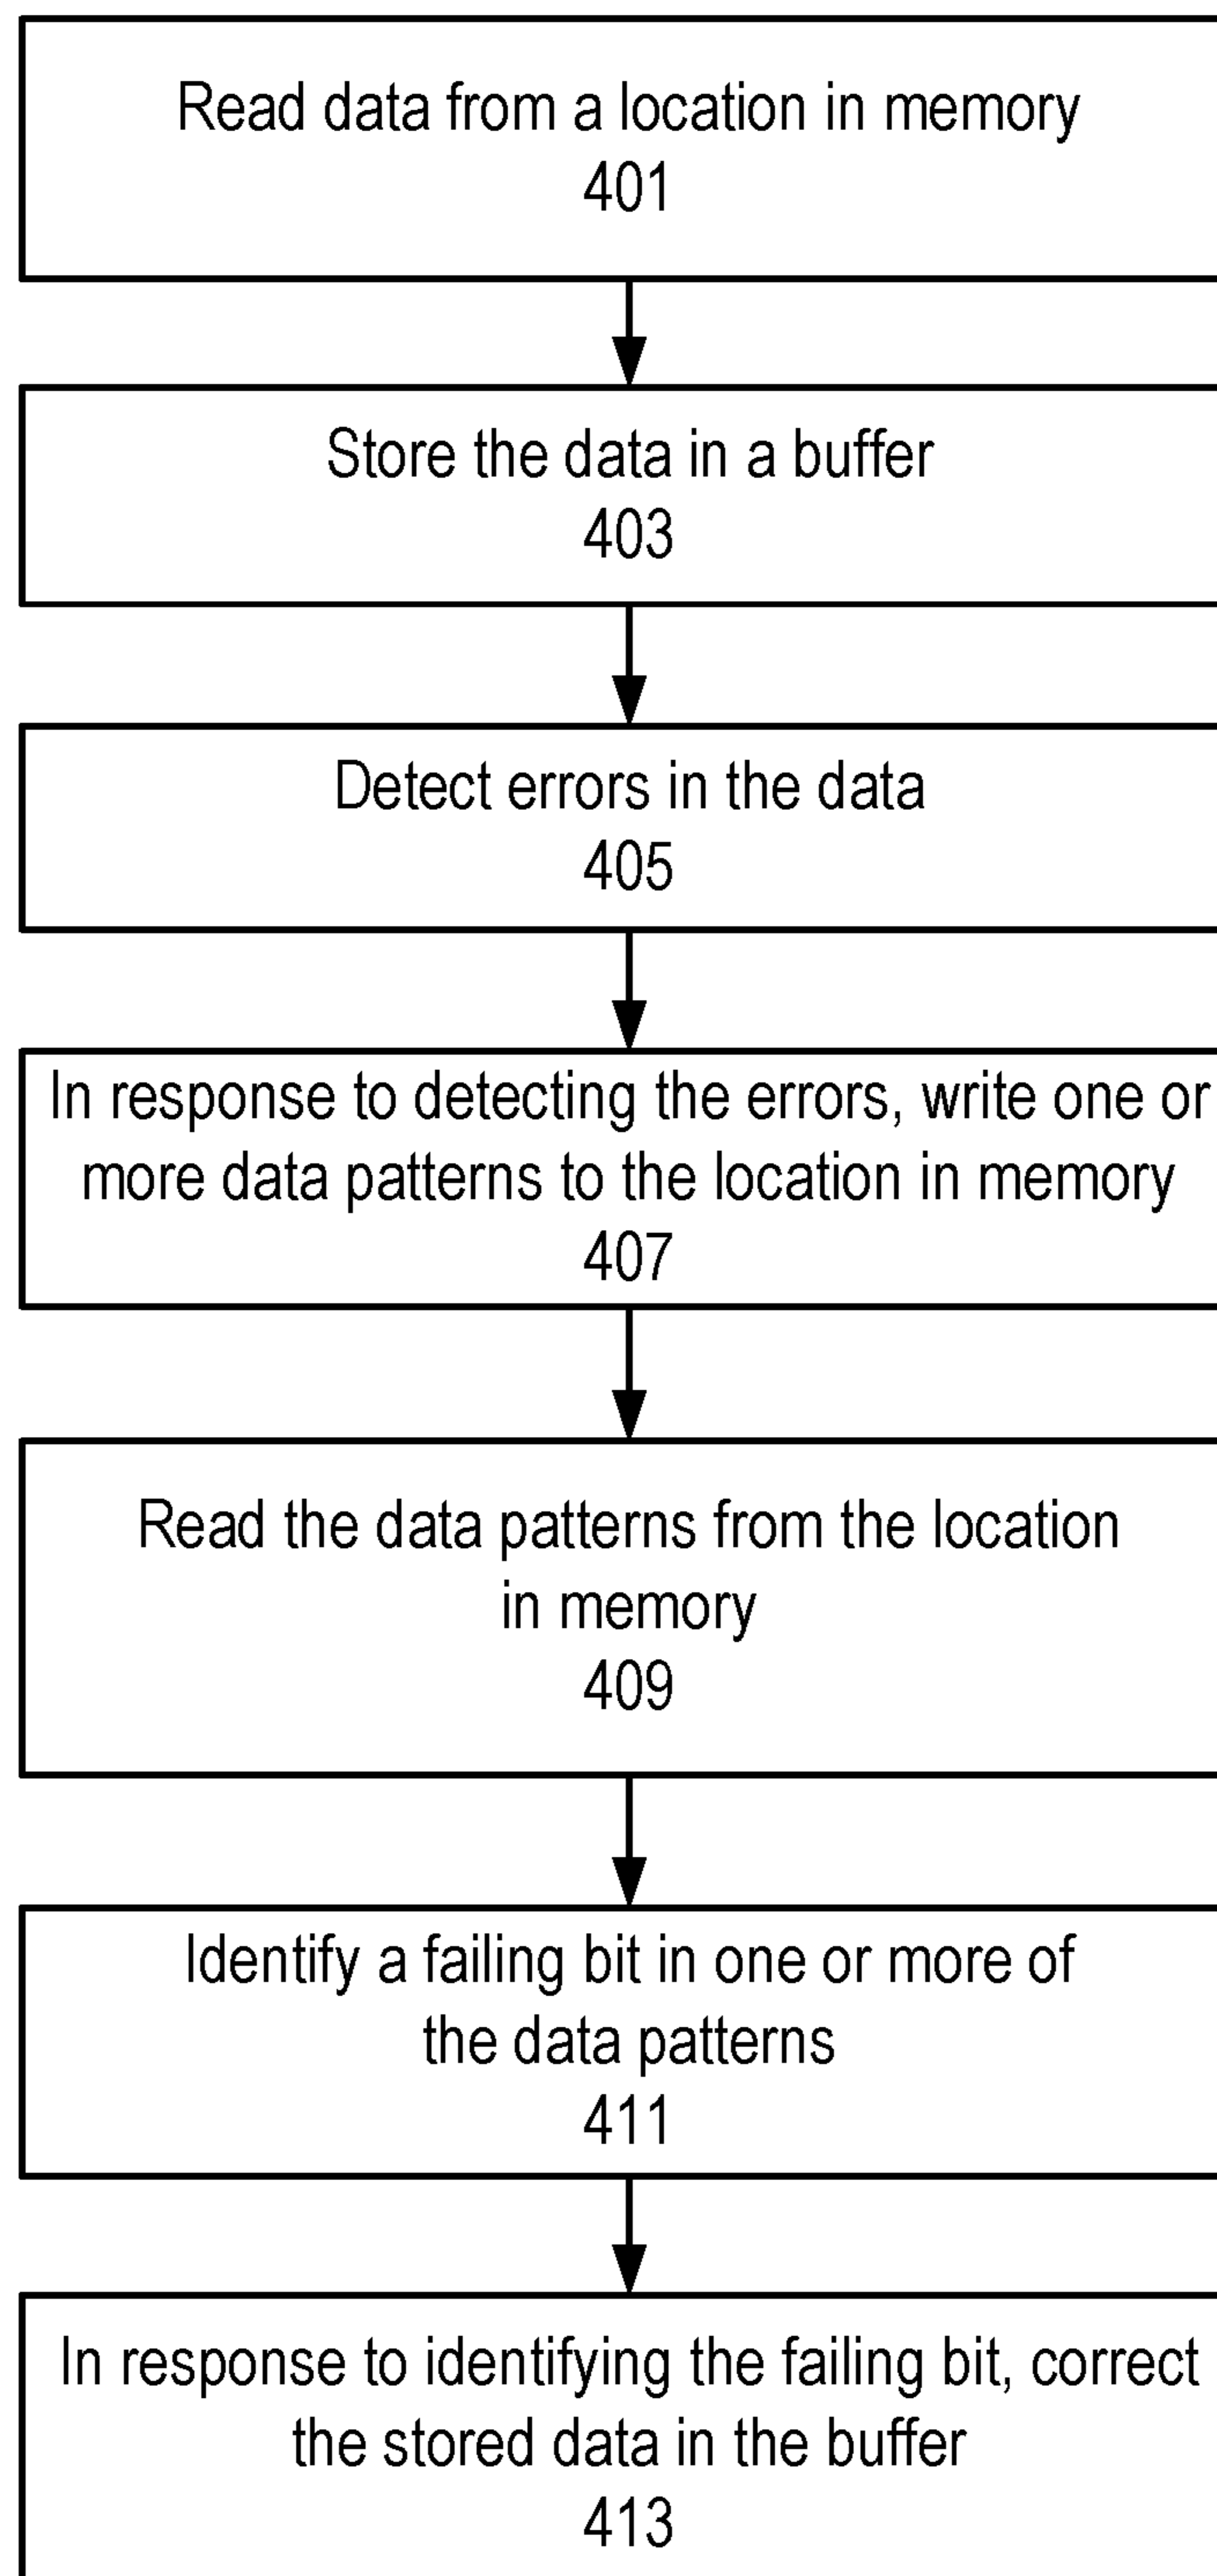 Read data from a location in memory
401
Store the data in a buffer
403
Detect errors in the data
405
In response to detecting the errors, write one or
more data patterns to the location in memory
407
Read the data patterns from the location
in memory
409
Identify a failing bit in one or more of
the data patterns
411
In response to identifying the failing bit, correct
the stored data in the buffer
413